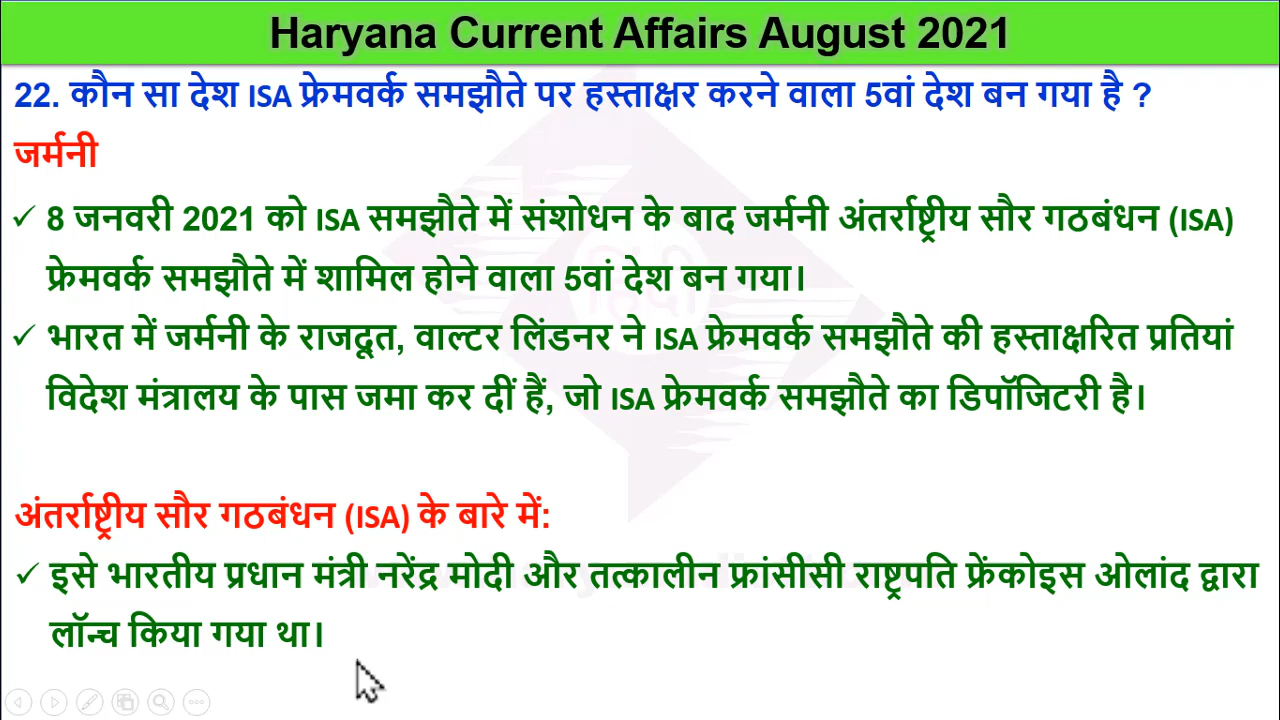 Haryana Current Affairs August 2021
22. कौन सा देश ISA फ्रेमवर्क समझौते पर हस्ताक्षर करने वाला 5वां देश बन गया है ?
जर्मनी
✓ 8 जनवरी 2021 को ISA समझौते में संशोधन के बाद जर्मनी अंतर्राष्ट्रीय सौर गठबंधन (ISA)
फ्रेमवर्क समझौते में शामिल होने वाला 5वां देश बन गया।
✓ भारत में जर्मनी के राजदूत, वाल्टर लिंडनर ने ISA फ्रेमवर्क समझौते की हस्ताक्षरित प्रतियां
विदेश मंत्रालय के पास जमा कर दीं हैं, जो ISA फ्रेमवर्क समझौते का डिपॉजिटरी है।
अंतर्राष्ट्रीय सौर गठबंधन (ISA) के बारे में:
✓ इसे भारतीय प्रधान मंत्री नरेंद्र मोदी और तत्कालीन फ्रांसीसी राष्ट्रपति फ्रेंकोइस ओलांद द्वारा
लॉन्च किया गया था।